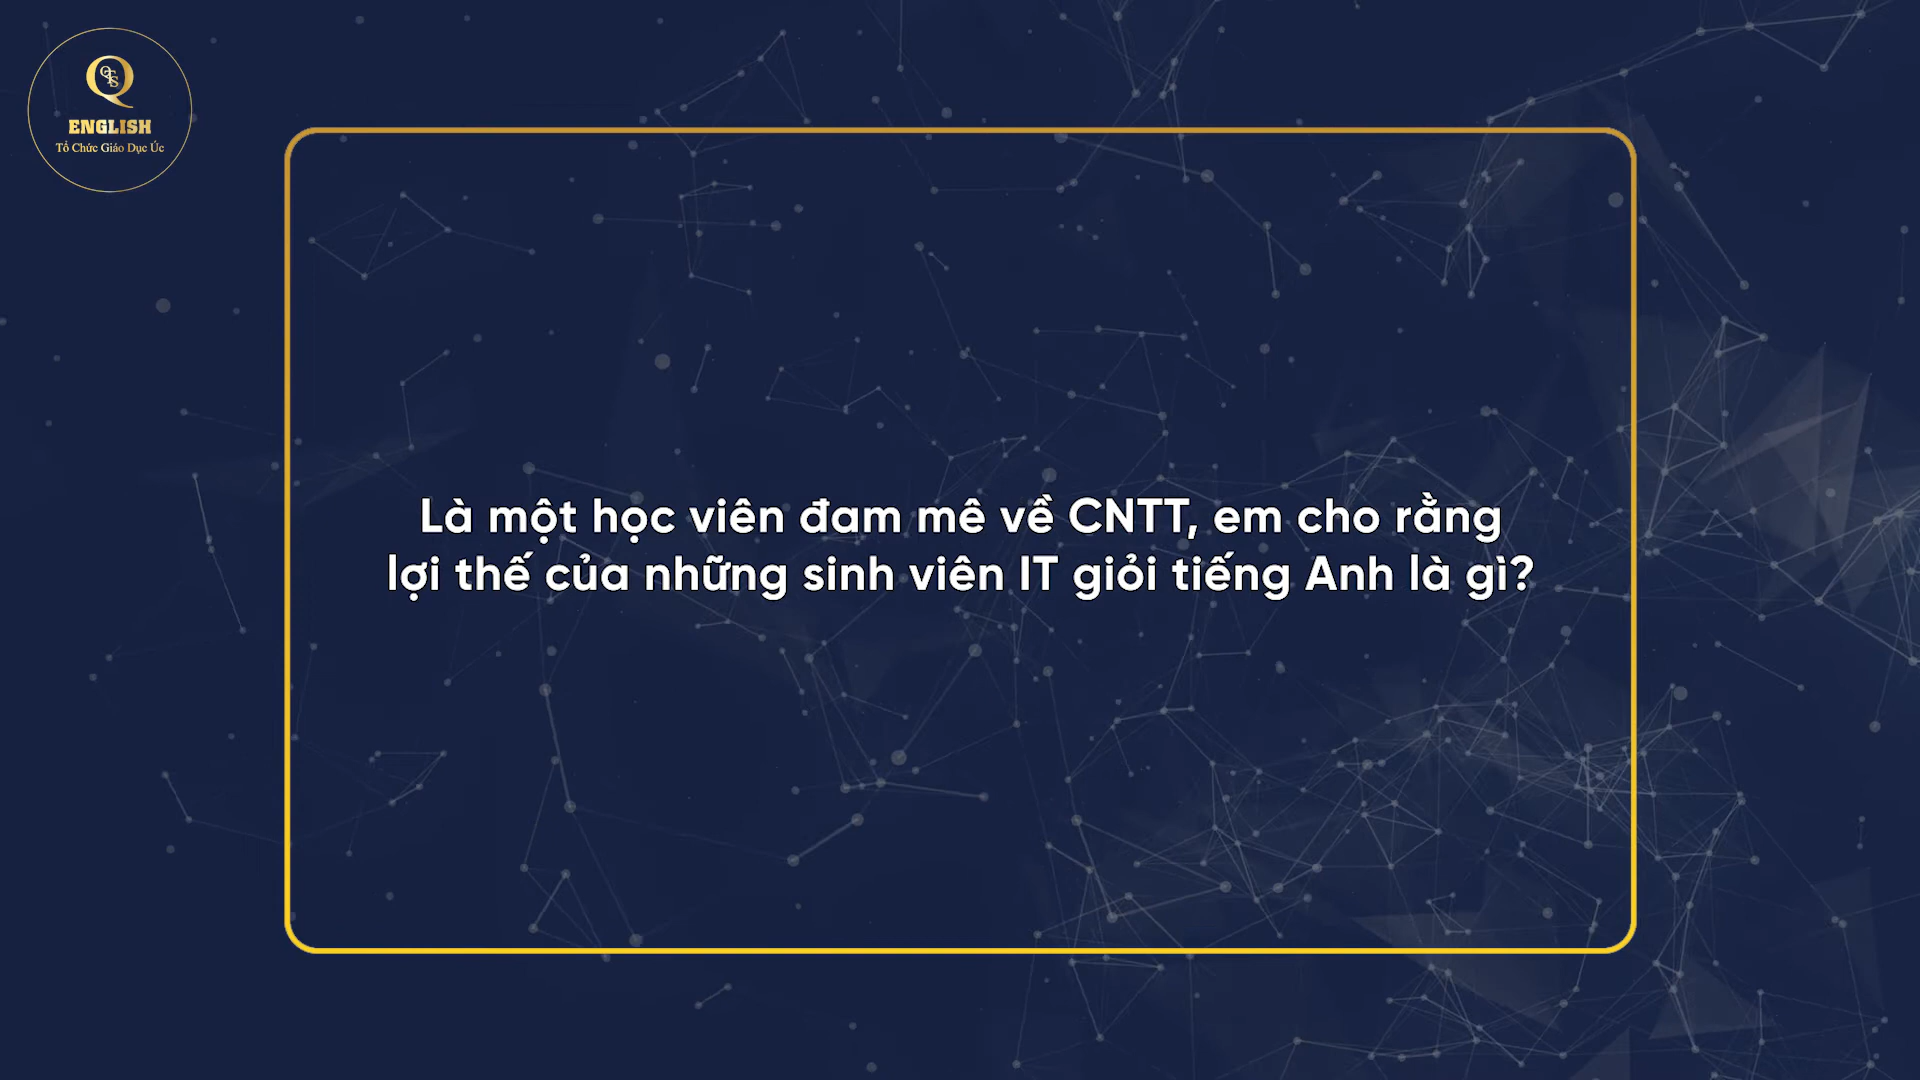 QTS
ENGLISH
Tổ Chức Giáo Dục Úc
Là một học viên đam mê về CNTT, em cho rằng
lợi thế của những sinh viên IT giỏi tiếng Anh là gì?